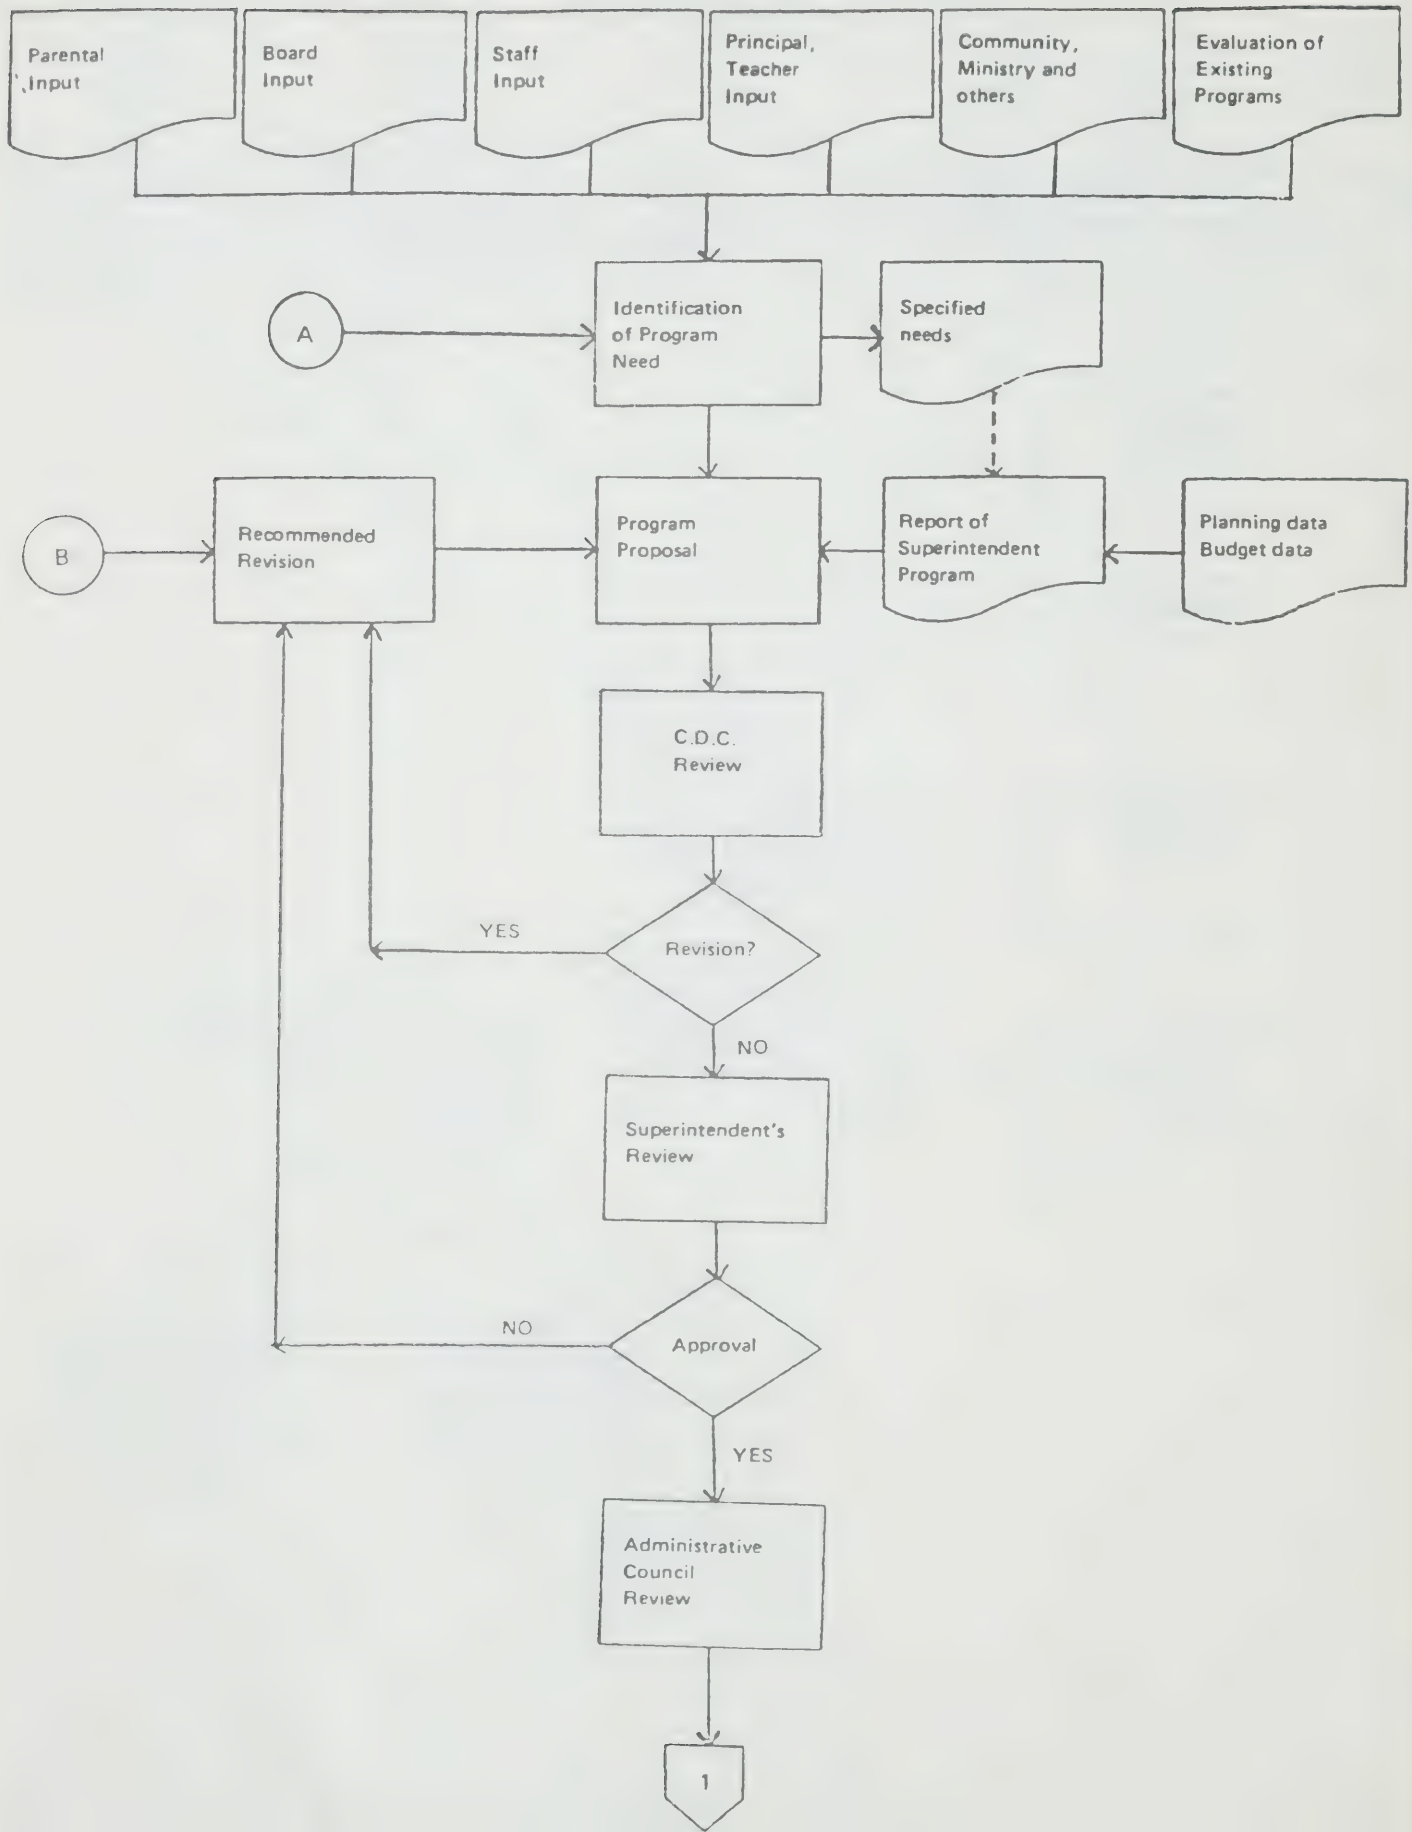 Parental
Input
Board
Input
Staff
Input
Principal,
Teacher
Input
Community,
Ministry and
others
Evaluation of
Existing
Programs
A
Identification
of Program
Need
Specified
needs
B
Recommended
Revision
Program
Proposal
Report of
Superintendent
Program
Planning data
Budget data
C.D.C.
Review
YES
Revision?
NO
Superintendent's
Review
NO
Approval
YES
Administrative
Council
Review
1